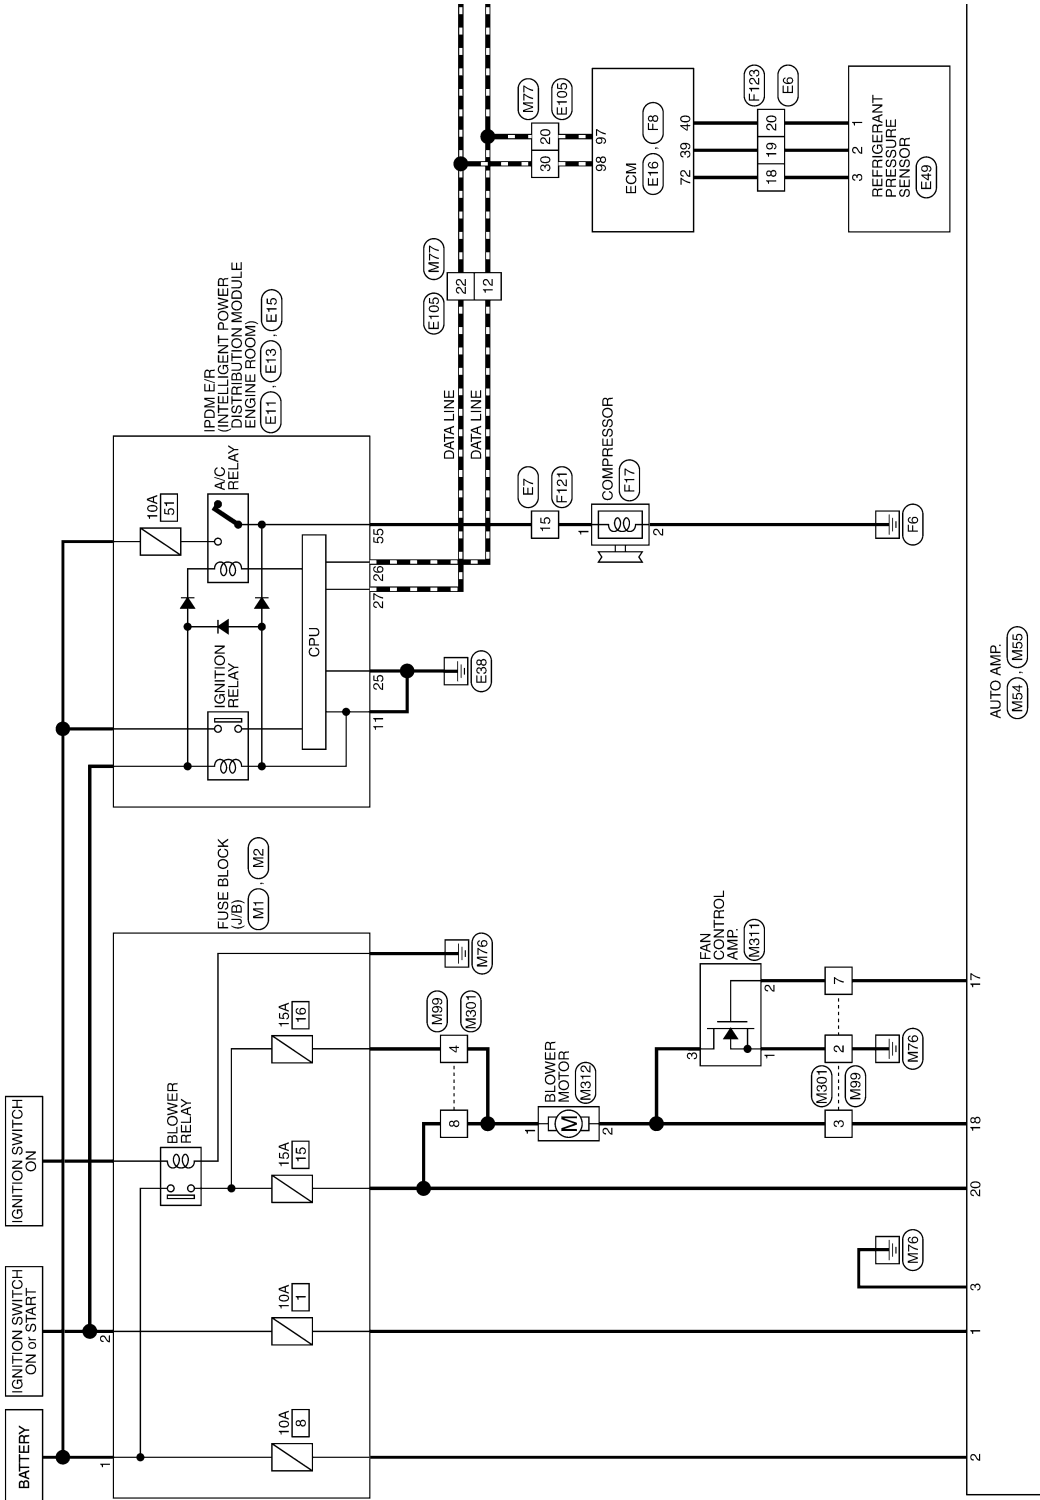 BATTERY
IGNITION SWITCH
ON or START
IGNITION SWITCH
ON
1
2
10A
8
10A
1
BLOWER
RELAY
15A
15
15A
16
FUSE BLOCK
(J/B)
M1 , M2
M76
IGNITION
RELAY
CPU
10A
51
A/C
RELAY
IPDM E/R
(INTELLIGENT POWER
DISTRIBUTION MODULE
ENGINE ROOM)
E11 , E13 , E15
11
25
27
26
55
E38
DATA LINE
DATA LINE
E105
M77
22
12
8
4
M99
M301
BLOWER
MOTOR
M312
M
1
2
E7
F121
15
COMPRESSOR
F17
1
2
F6
M77
E105
30
20
98
97
ECM
E16 , F8
72
39
40
F123
E6
18
19
20
3
2
1
REFRIGERANT
PRESSURE
SENSOR
E49
FAN
CONTROL
AMP.
M311
3
1
2
M301
M99
3
2
7
M76
M76
2
1
3
20
18
17
AUTO AMP.
M54 , M55